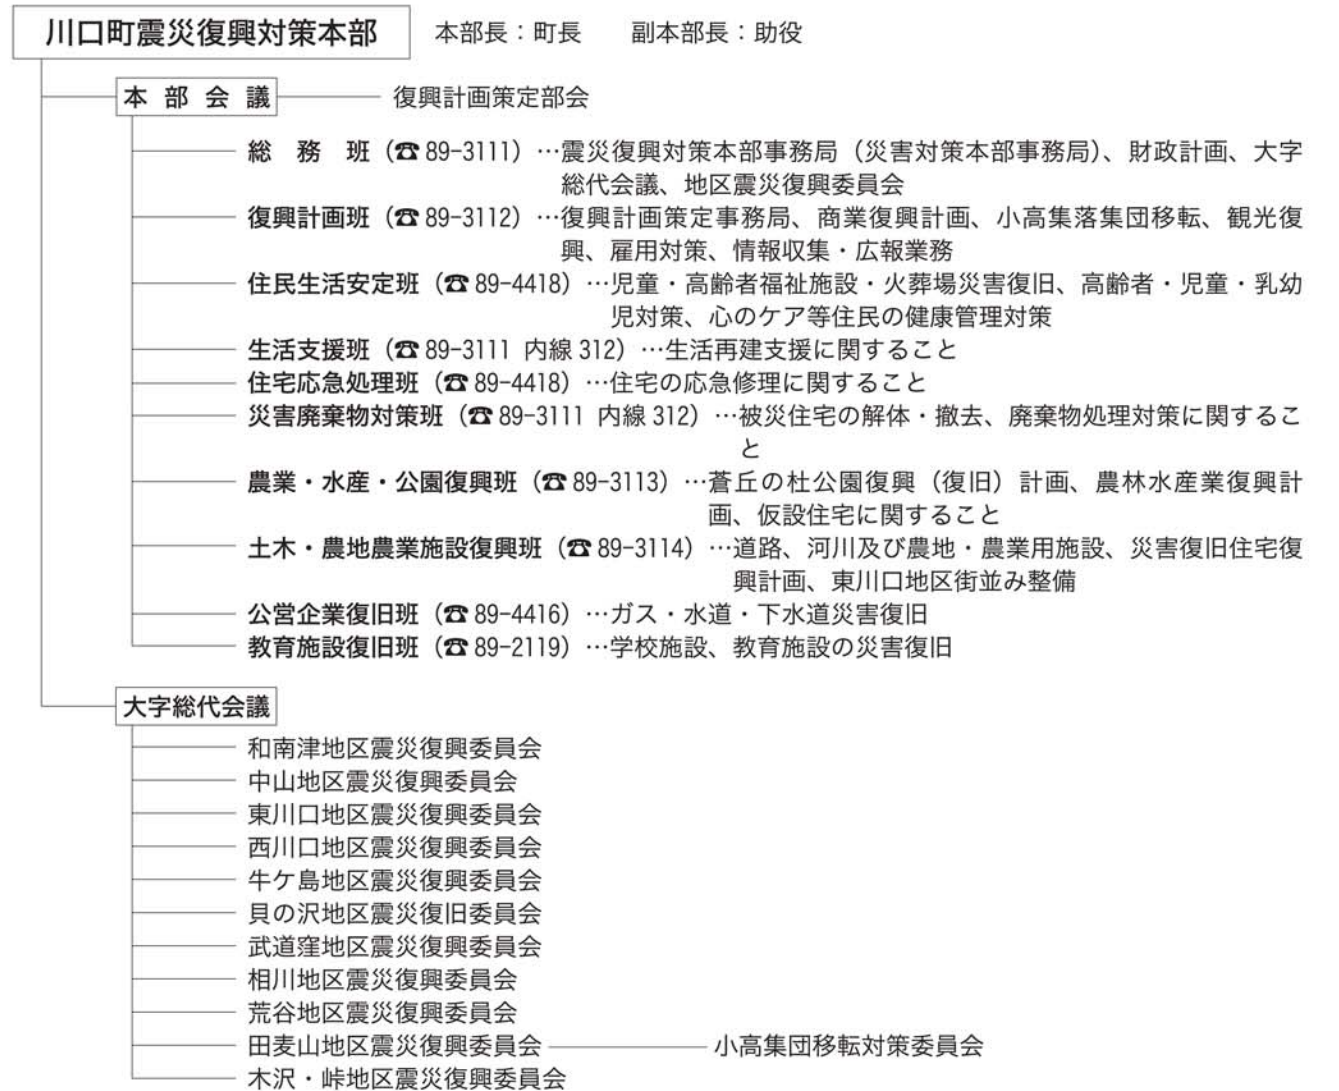 川口町震災復興対策本部 本部長：町長 副本部長：助役
本部会議 復興計画策定部会
総務班（☎89-3111）…震災復興対策本部事務局（災害対策本部事務局）、財政計画、大字
総代会議、地区震災復興委員会
復興計画班（☎89-3112）…復興計画策定事務局、商業復興計画、小高集落集団移転、観光復
興、雇用対策、情報収集・広報業務
住民生活安定班（☎89-4418）…児童・高齢者福祉施設・火葬場災害復旧、高齢者・児童・乳幼
児対策、心のケア等住民の健康管理対策
生活支援班（☎89-3111 内線312）…生活再建支援に関すること
住宅応急処理班（☎89-4418）…住宅の応急修理に関すること
災害廃棄物対策班（☎89-3111 内線312）…被災住宅の解体・撤去、廃棄物処理対策に関するこ
と
農業・水産・公園復興班（☎89-3113）…蒼丘の杜公園復興（復旧）計画、農林水産業復興計
画、仮設住宅に関すること
土木・農地農業施設復興班（☎89-3114）…道路、河川及び農地・農業用施設、災害復旧住宅復
興計画、東川口地区街並み整備
公営企業復旧班（☎89-4416）…ガス・水道・下水道災害復旧
教育施設復旧班（☎89-2119）…学校施設、教育施設の災害復旧
大字総代会議
和南津地区震災復興委員会
中山地区震災復興委員会
東川口地区震災復興委員会
西川口地区震災復興委員会
牛ケ島地区震災復興委員会
貝の沢地区震災復旧委員会
武道窪地区震災復興委員会
相川地区震災復興委員会
荒谷地区震災復興委員会
田麦山地区震災復興委員会 小高集団移転対策委員会
木沢・峠地区震災復興委員会